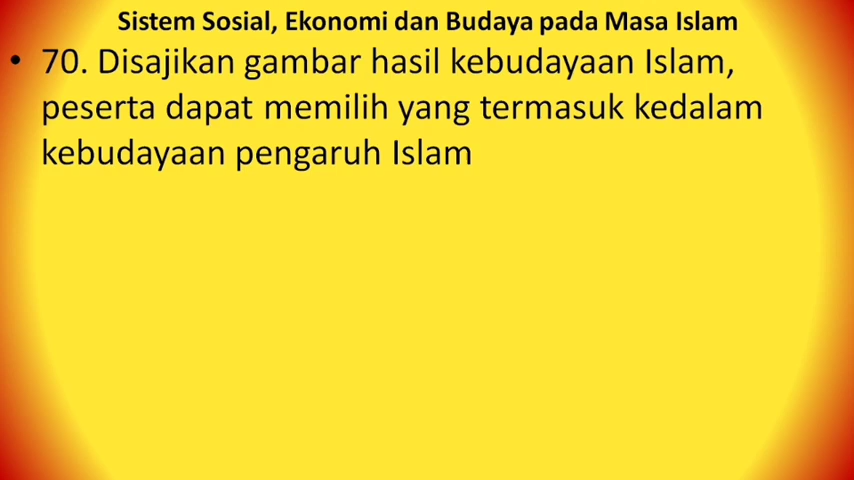 Sistem Sosial, Ekonomi dan Budaya pada Masa Islam
• 70. Disajikan gambar hasil kebudayaan Islam,
peserta dapat memilih yang termasuk kedalam
kebudayaan pengaruh Islam